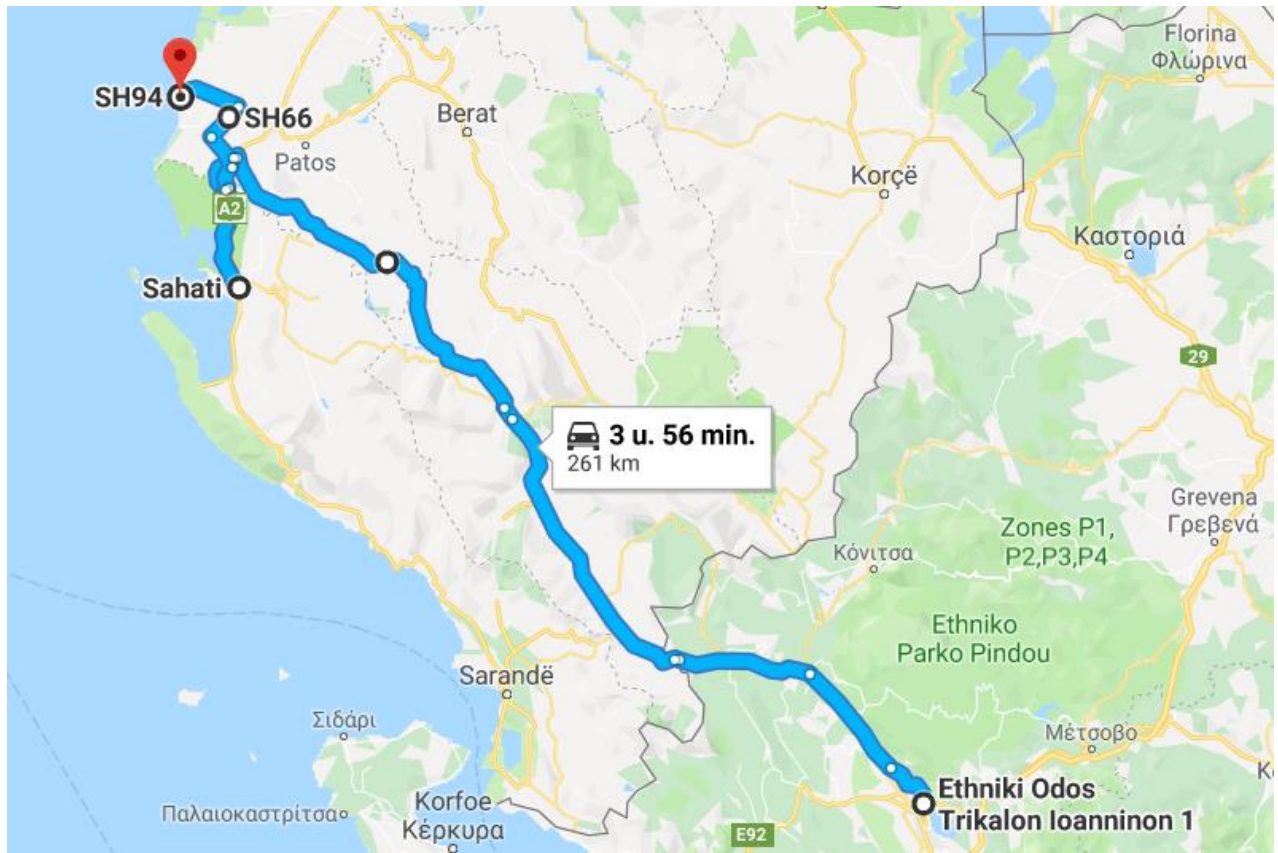 Florina
Φλώρινα
SH94
SH66
Berat
Patos
Korçë
A2
Καστοριά
Sahati
29
3 u. 56 min.
261 km
Grevena
Γρεβενά
Zones P1,
P2,P3,P4
Κόνιτσα
Ethniko
Parko Pindou
Sarandë
Σιδάρι
Μέτσοβο
Ethniki Odos
Trikalon Ioanninon 1
Παλαιοκαστρίτσα
Korfoe
Κέρκυρα
E92